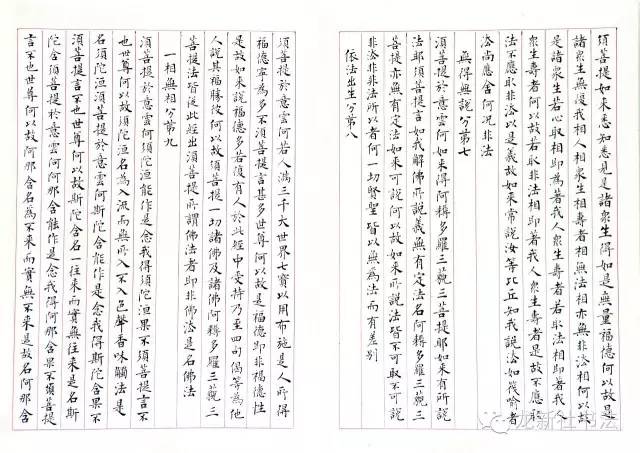 須菩提如来悉知悉見是諸衆生得如是無量福德何以故是
諸衆生無復我相人相衆生相壽者相無法相亦無非法相何以故
是諸衆生若心取相即為著我人衆生壽者若取法相即著我人
衆生壽者何以故若取非法相即著我人衆生壽者是故不應取
法不應取非法以是義故如来常說汝等比丘知我說法如筏喻者
法尚應舍何况非法
無得無說分第七
須菩提於意雲何如来得阿耨多羅三藐三菩提耶如来有所說
法耶須菩提言如我解佛所說義無有定法名阿耨多羅三藐三
菩提亦無有定法如来可說何以故如来所說法皆不可取不可說
非法非非法所以者何一切賢聖皆以無為法而有差别
依法出生分第八
須菩提於意雲何若人滿三千大世界七寶以用布施是人所得
福德寧為多不須菩提言甚多世尊何以故是福德即非福德性
是故如来說福德多若復有人於此經中受持乃至四句偈等為他
人說其福勝彼何以故須菩提一切諸佛及諸佛阿耨多羅三藐三
菩提法皆從此經出須菩提所謂佛法者即非佛法是名佛法
一相無相分第九
須菩提於意雲何須陀洹能作是念我得須陀洹果不須菩提言不
也世尊何以故須陀洹名為入流而無所入不入色聲香味觸法是
名須陀洹須菩提於意雲何斯陀含能作是念我得斯陀含果不
須菩提言不也世尊何以故斯陀含名一往来而實無往来是名斯
陀含須菩提於意雲何阿那含能作是念我得阿那含果不須菩提
言不也世尊何以故阿那含名為不来而實無不来是故名阿那含
龙新社书法